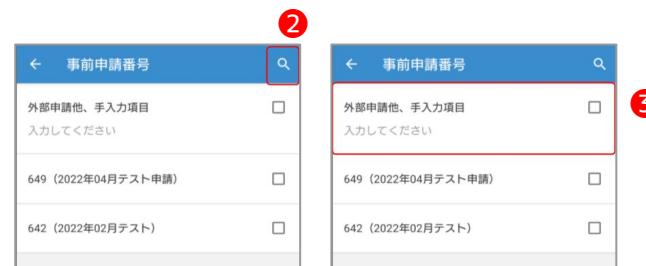 2
事前申請番号
外部申請他、手入力項目
入力してください
649（2022年04月テスト申請）
642（2022年02月テスト）
事前申請番号
3
外部申請他、手入力項目
入力してください
649（2022年04月テスト申請）
642（2022年02月テスト）